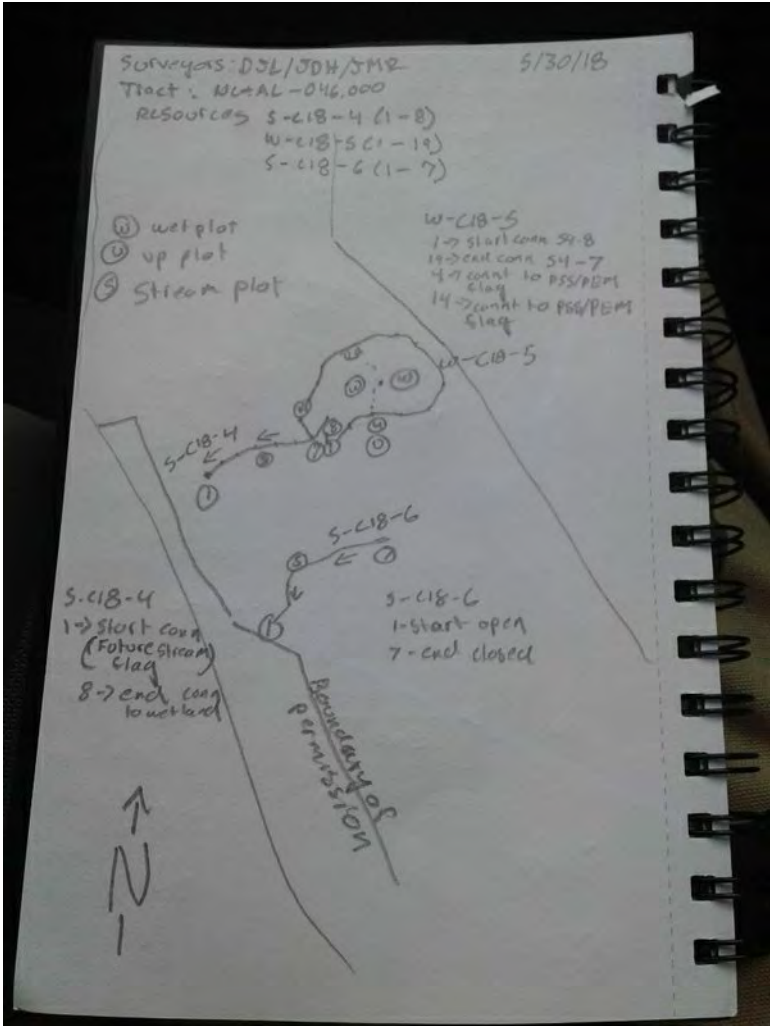 Surveyors: DJL/JDH/JMR 5/30/18
Tract: NC-AL-046.000
Resources S-C18-4 (1-8)
W-C18-5 (1-19)
S-C18-6 (1-7)
W wet plot
U up plot
S Stream plot
W-C18-5
1-> start conn S4-8
19-> end conn S4-7
4-> connt to PSS/PEM
flag
14-> connt to PSS/PEM
flag
W-C18-5
W
W
S-C18-4
S
1
U
S-C18-6
S
1
S-C18-4
1-> start conn
(Future stream
flag)
8-> end conn
to wetland
S-C18-6
1-start open
7-end closed
Boundary of
permission
N